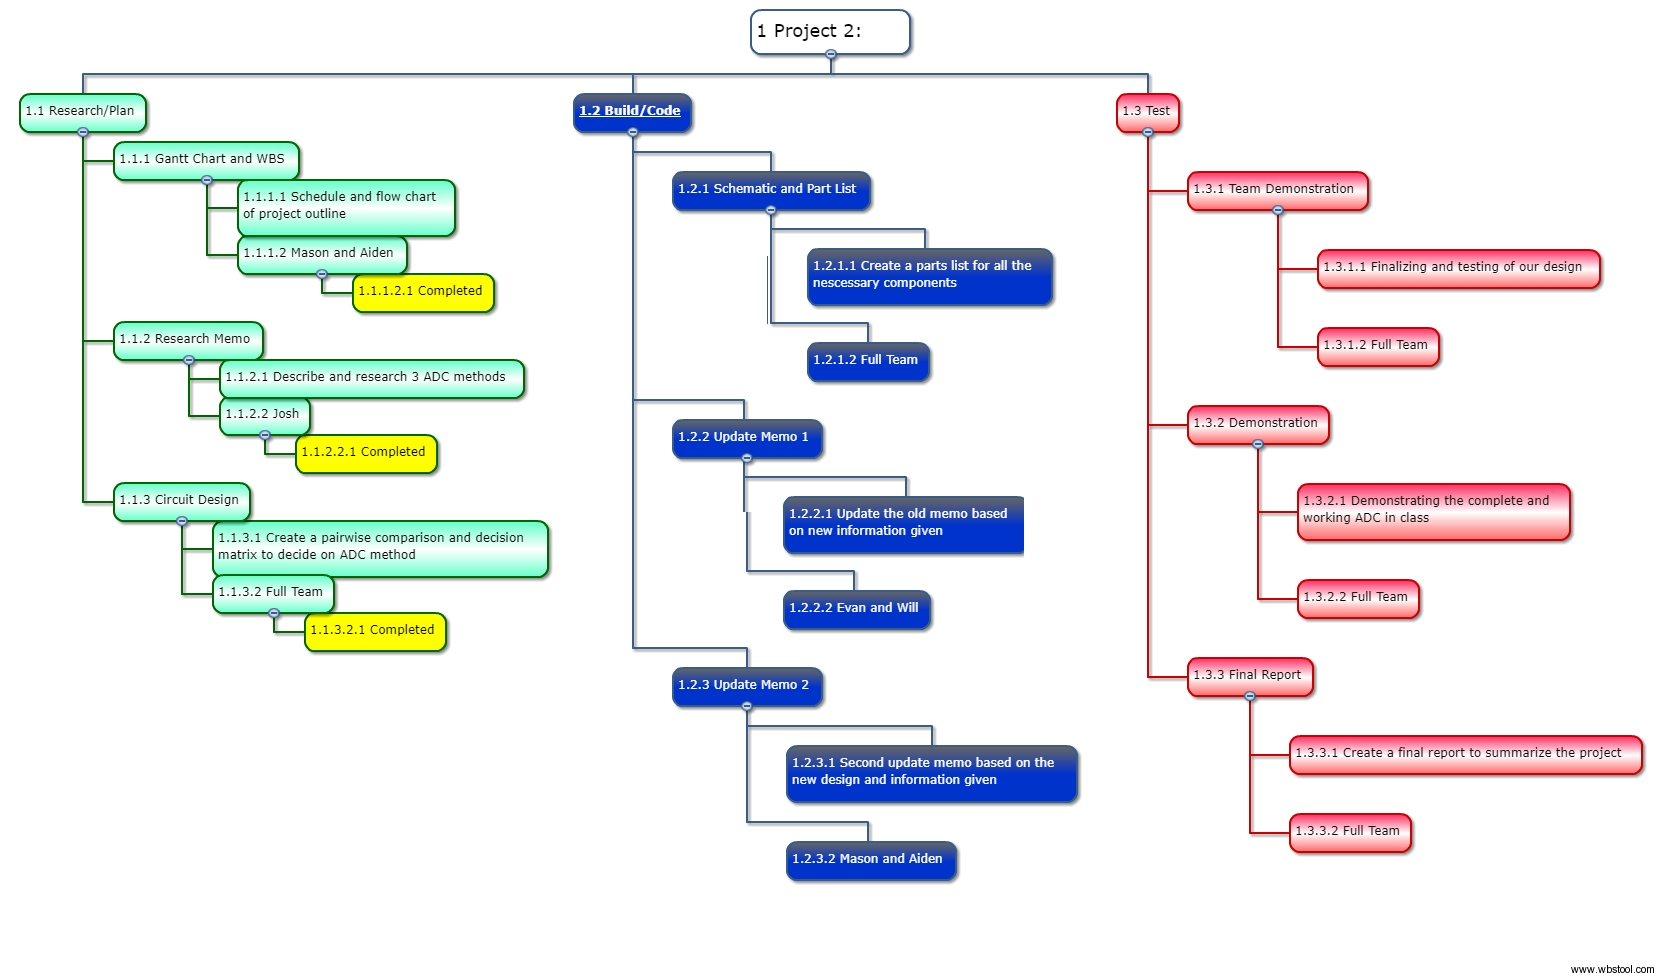 1 Project 2:
1.1 Research/Plan
1.1.1 Gantt Chart and WBS
1.1.1.1 Schedule and flow chart
of project outline
1.1.1.2 Mason and Aiden
1.1.1.2.1 Completed
1.1.2 Research Memo
1.1.2.1 Describe and research 3 ADC methods
1.1.2.2 Josh
1.1.2.2.1 Completed
1.1.3 Circuit Design
1.1.3.1 Create a pairwise comparison and decision
matrix to decide on ADC method
1.1.3.2 Full Team
1.1.3.2.1 Completed
1.2 Build/Code
1.2.1 Schematic and Part List
1.2.1.1 Create a parts list for all the
nescessary components
1.2.1.2 Full Team
1.2.2 Update Memo 1
1.2.2.1 Update the old memo based
on new information given
1.2.2.2 Evan and Will
1.2.3 Update Memo 2
1.2.3.1 Second update memo based on the
new design and information given
1.2.3.2 Mason and Aiden
1.3 Test
1.3.1 Team Demonstration
1.3.1.1 Finalizing and testing of our design
1.3.1.2 Full Team
1.3.2 Demonstration
1.3.2.1 Demonstrating the complete and
working ADC in class
1.3.2.2 Full Team
1.3.3 Final Report
1.3.3.1 Create a final report to summarize the project
1.3.3.2 Full Team
www.wbstool.com